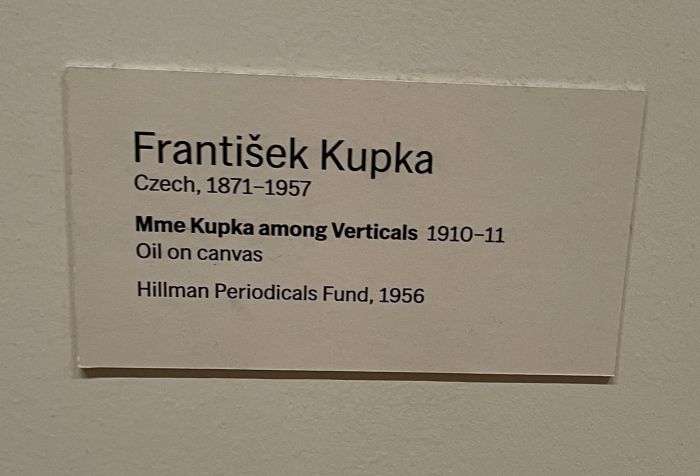 František Kupka
Czech, 1871–1957
Mme Kupka among Verticals 1910–11
Oil on canvas
Hillman Periodicals Fund, 1956